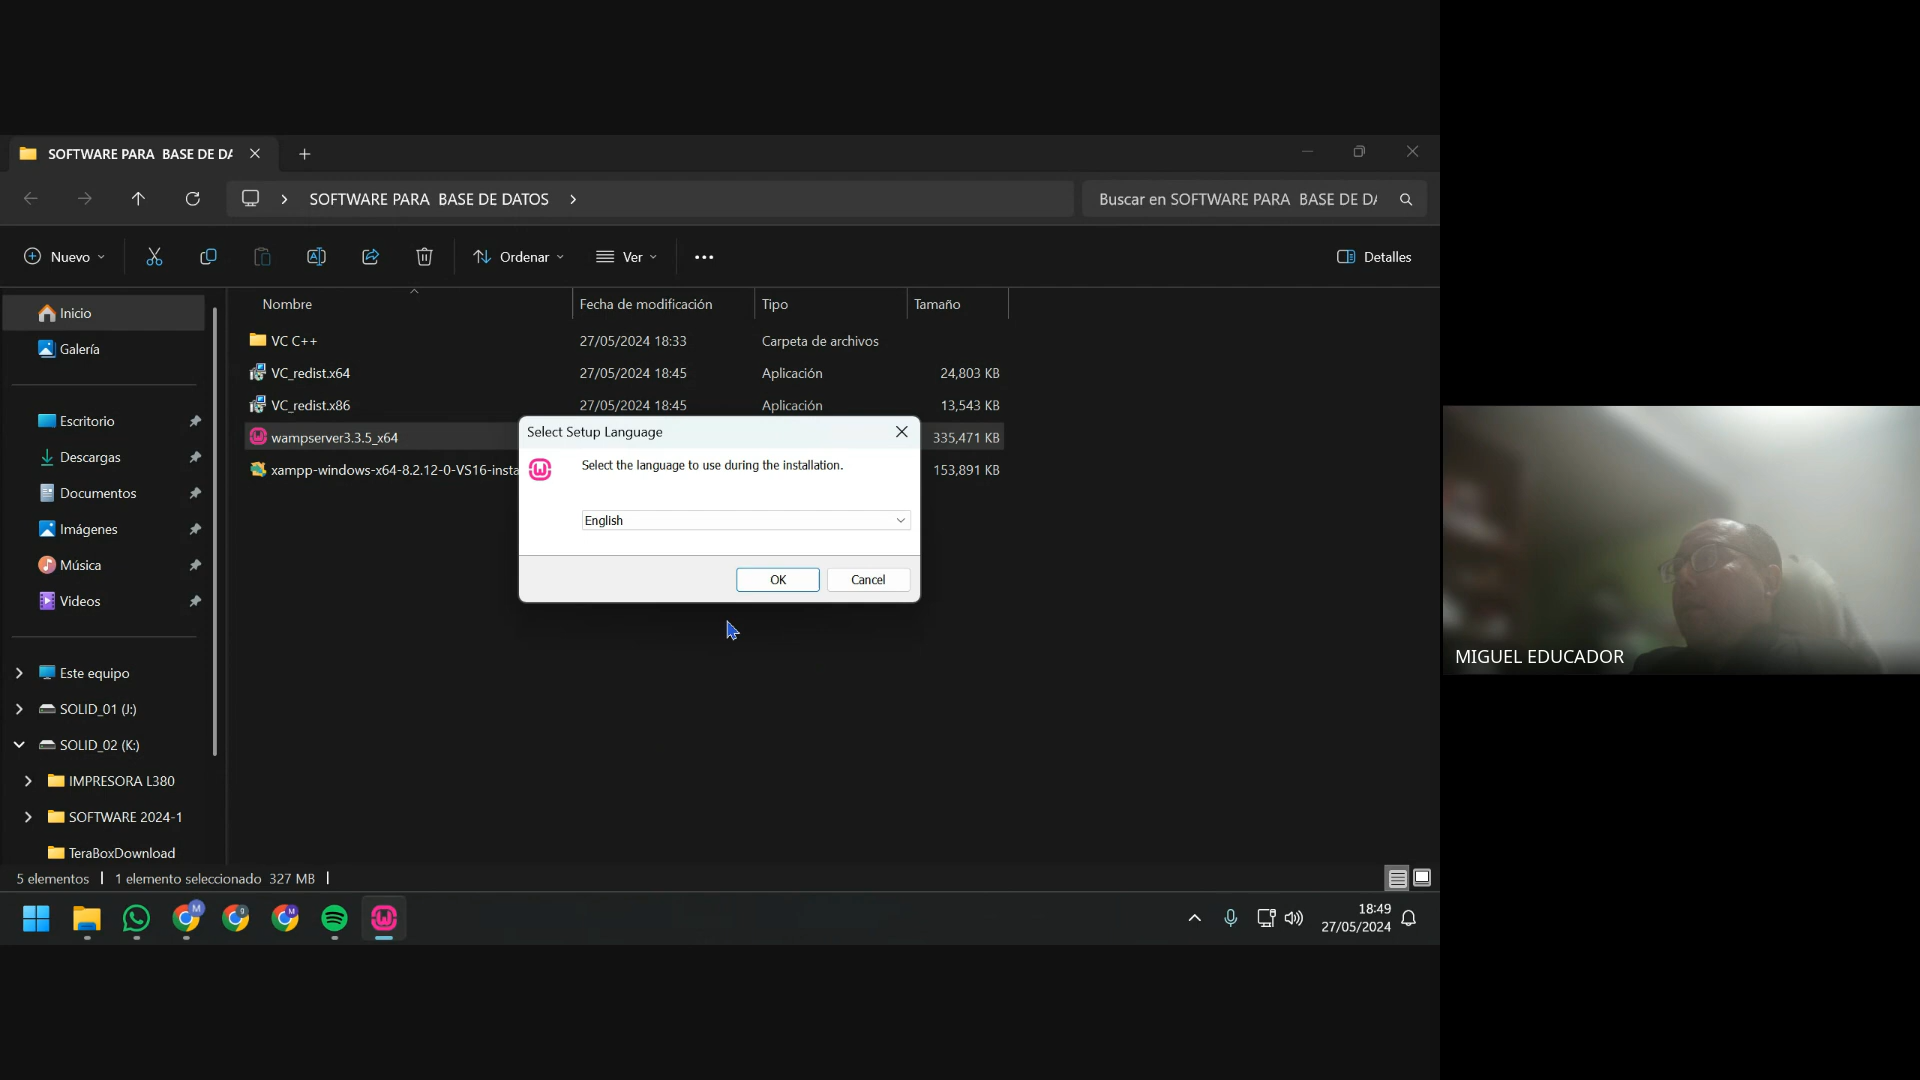 SOFTWARE PARA  BASE DE DA
SOFTWARE PARA  BASE DE DATOS
Buscar en SOFTWARE PARA  BASE DE DA
Nuevo
Ordenar
Ver
Detalles
Nombre
Fecha de modificación
Tipo
Tamaño
Inicio
Galería
Escritorio
Descargas
Documentos
Imágenes
Música
Videos
Este equipo
SOLID_01 (J:)
SOLID_02 (K:)
IMPRESORA L380
SOFTWARE 2024-1
TeraBoxDownload
VC C++ 27/05/2024 18:33 Carpeta de archivos
VC_redist.x64 27/05/2024 18:45 Aplicación 24,803 KB
VC_redist.x86 27/05/2024 18:45 Aplicación 13,543 KB
wampserver3.3.5_x64 335,471 KB
xampp-windows-x64-8.2.12-0-VS16-insta 153,891 KB
Select Setup Language
Select the language to use during the installation.
English
OK
Cancel
5 elementos
1 elemento seleccionado 327 MB
18:49
27/05/2024
MIGUEL EDUCADOR